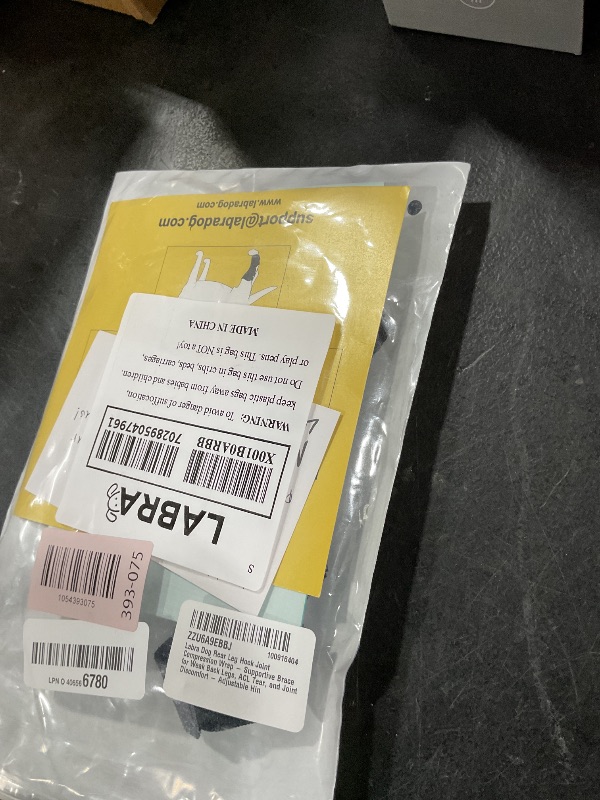 www.labradog.com
support@labradog.com
LABRA
S
X001B0ARBB
702895047961
WARNING: To avoid danger of suffocation,
keep plastic bags away from babies and children.
Do not use this bag in cribs, beds, carriages,
or play pens. This bag is NOT a toy!
MADE IN CHINA
1054393075
393-075
LPN O 40656 6780
ZZU6A9EBBJ
100816404
Labra Dog Rear Leg Hock Joint
Compression Wrap – Supportive Brace
for Weak Back Legs, ACL Tear, and Joint
Discomfort – Adjustable Hin